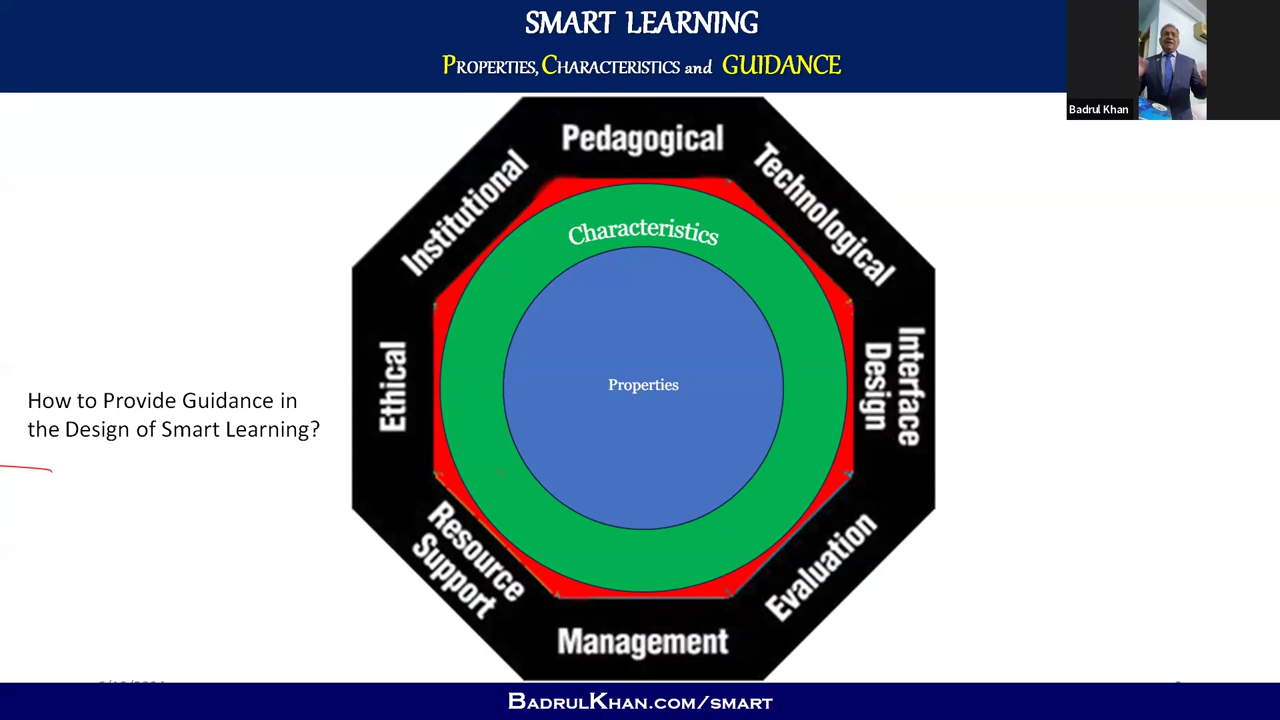 SMART LEARNING
PROPERTIES, CHARACTERISTICS and GUIDANCE
Badrul Khan
Pedagogical
Technological
Institutional
Characteristics
Properties
Interface
Design
Ethical
How to Provide Guidance in
the Design of Smart Learning?
Resource
Support
Evaluation
Management
BADRULKHAN.COM/SMART